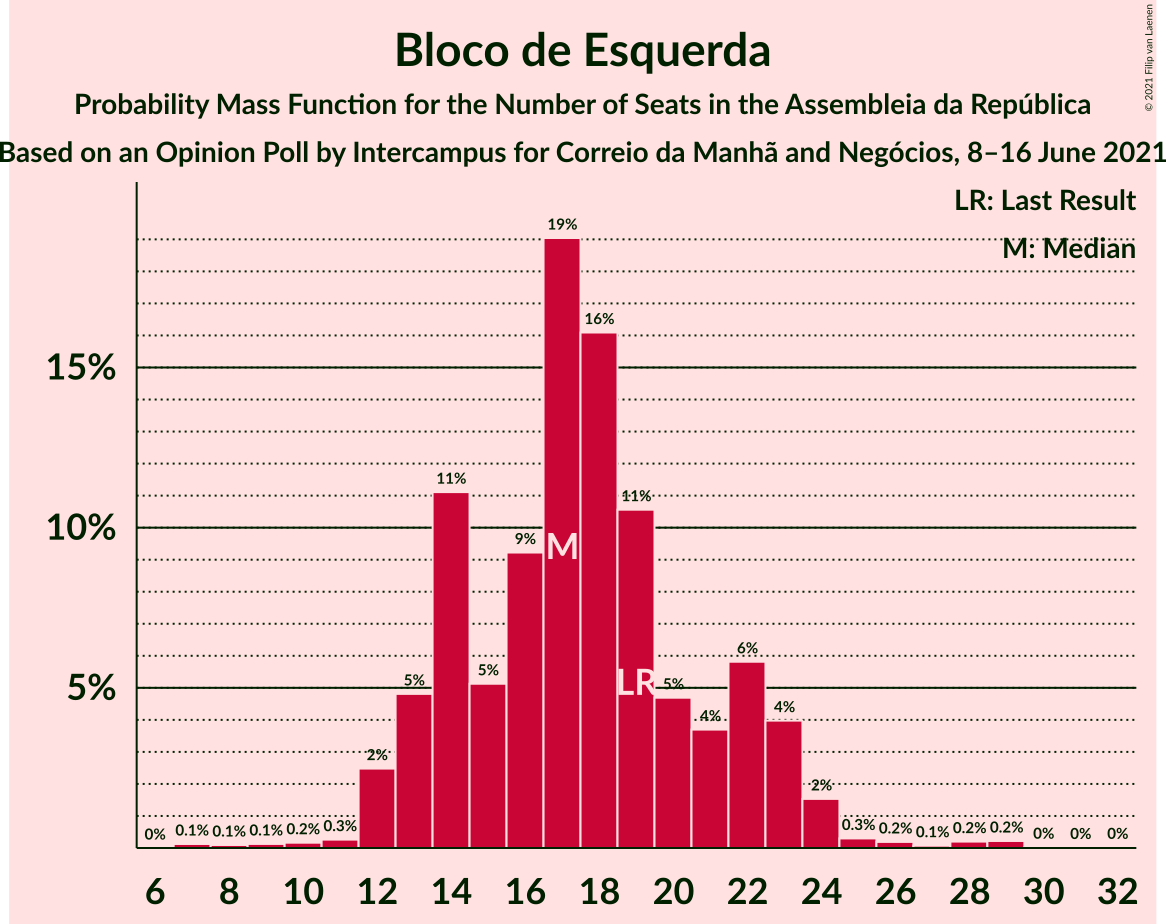 Bloco de Esquerda
Probability Mass Function for the Number of Seats in the Assembleia da República
Based on an Opinion Poll by Intercampus for Correio da Manhã and Negócios, 8–16 June 2021
© 2021 Filip van Laenen
LR: Last Result
M: Median
15%
10%
5%
0% 0.1% 0.1% 0.1% 0.2% 0.3% 2% 5% 11% 5% 9% 19% 16% 11% 5% 4% 6% 4% 2% 0.3% 0.2% 0.1% 0.2% 0.2% 0% 0% 0%
M
LR
6 8 10 12 14 16 18 20 22 24 26 28 30 32